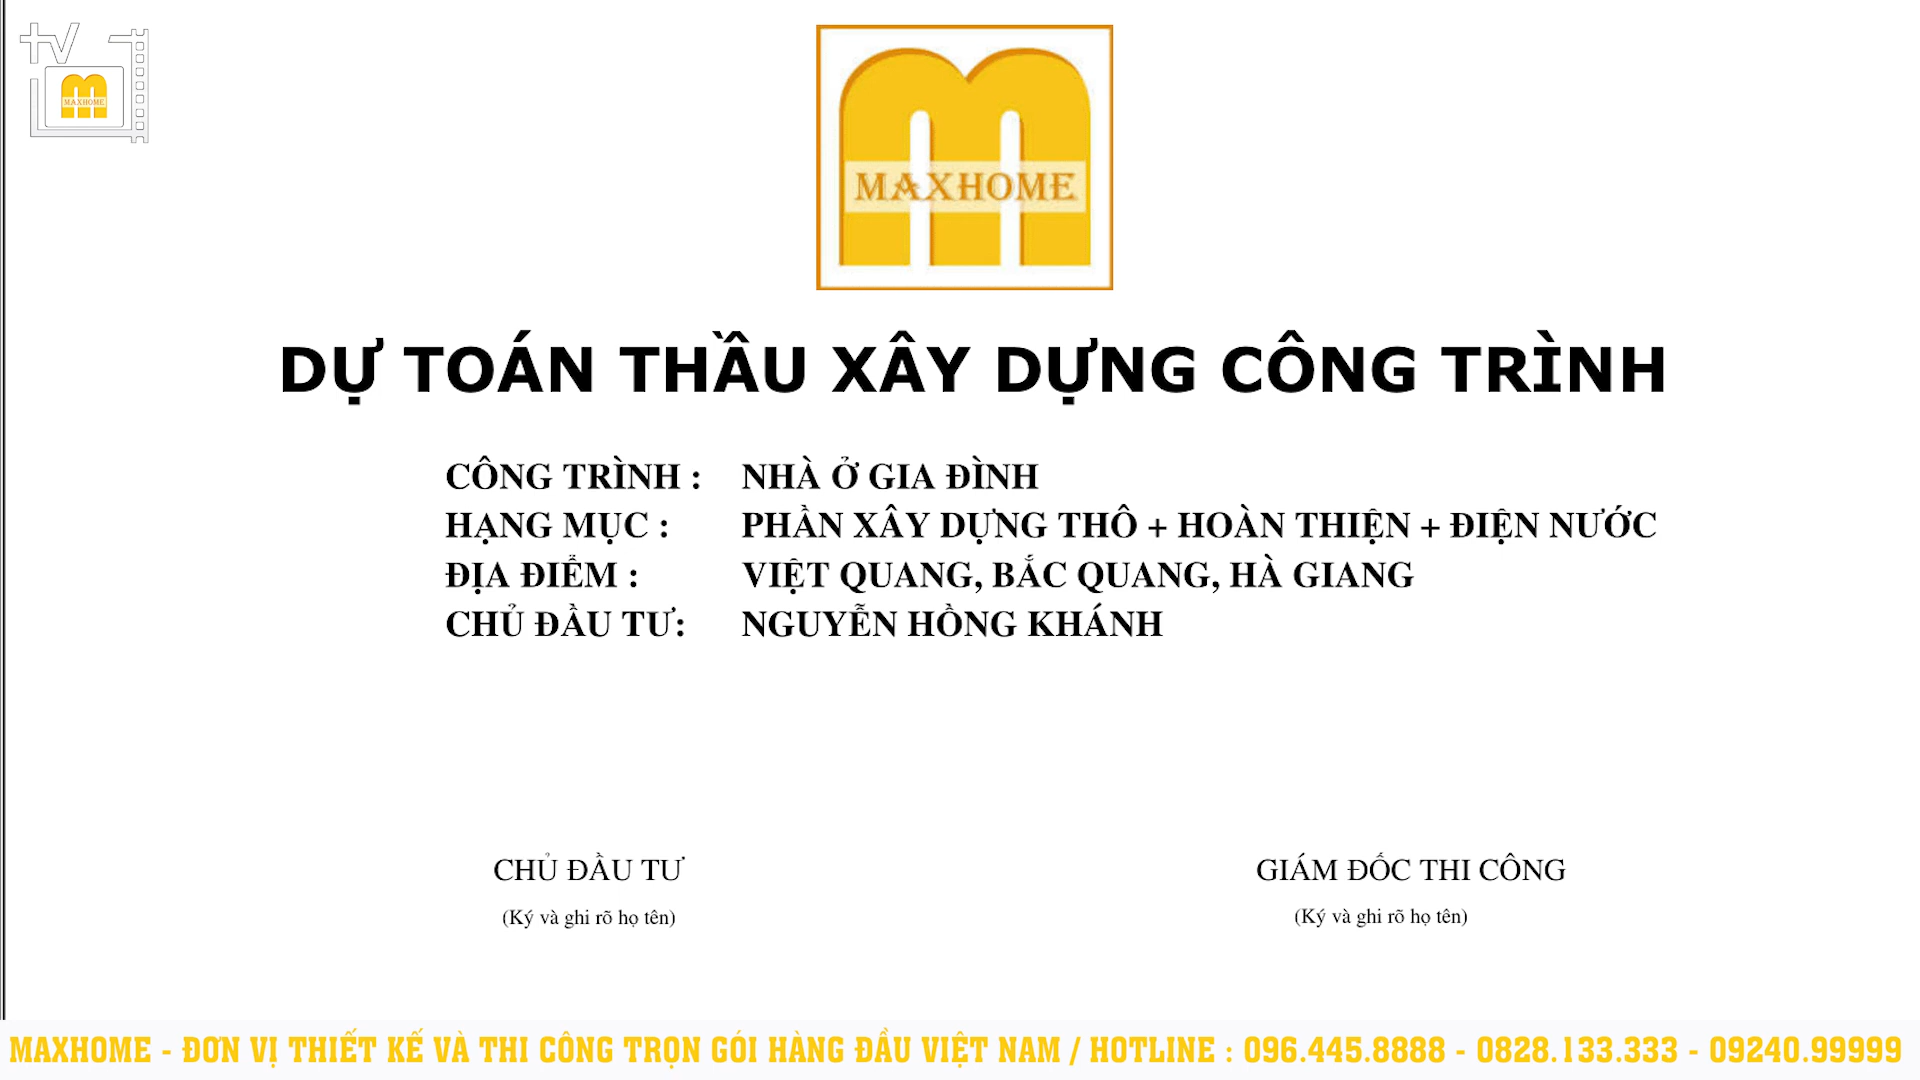 tv
MAXHOME
MAXHOME
DỰ TOÁN THẦU XÂY DỰNG CÔNG TRÌNH
CÔNG TRÌNH : NHÀ Ở GIA ĐÌNH
HẠNG MỤC : PHẦN XÂY DỰNG THÔ + HOÀN THIỆN + ĐIỆN NƯỚC
ĐỊA ĐIỂM : VIỆT QUANG, BẮC QUANG, HÀ GIANG
CHỦ ĐẦU TƯ: NGUYỄN HỒNG KHÁNH
CHỦ ĐẦU TƯ GIÁM ĐỐC THI CÔNG
(Ký và ghi rõ họ tên) (Ký và ghi rõ họ tên)
MAXHOME - ĐƠN VỊ THIẾT KẾ VÀ THI CÔNG TRỌN GÓI HÀNG ĐẦU VIỆT NAM / HOTLINE : 096.445.8888 - 0828.133.333 - 09240.99999